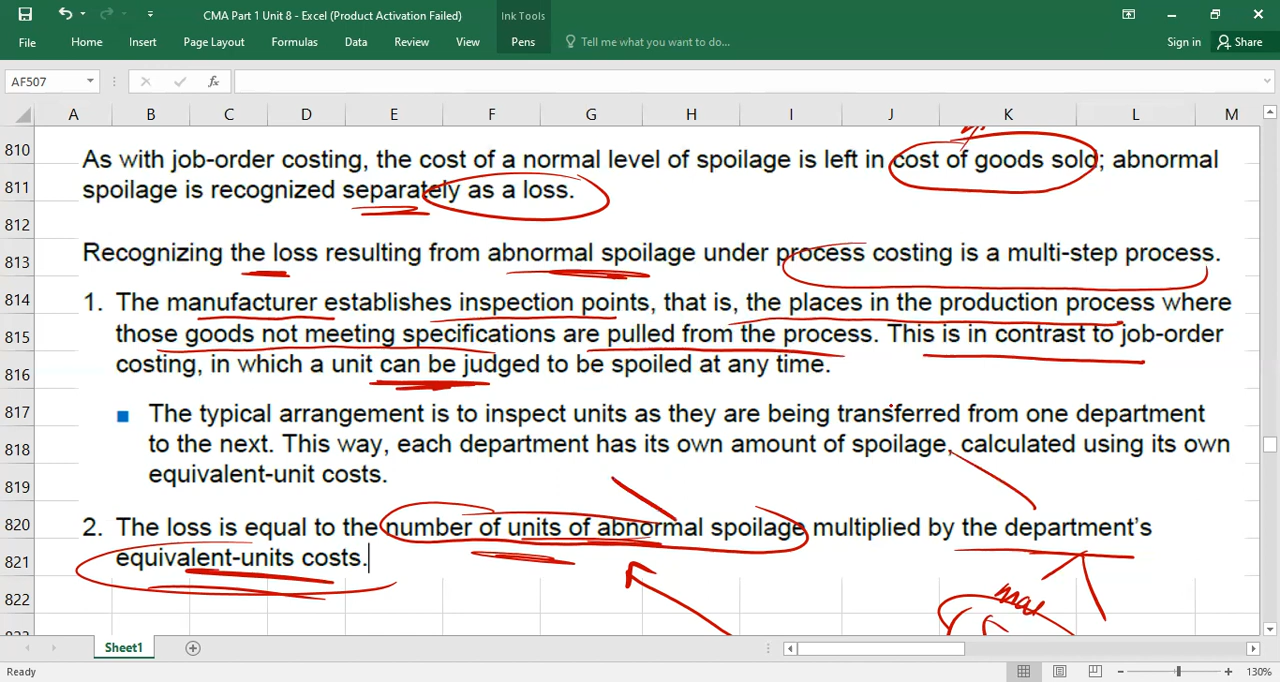 CMA Part 1 Unit 8 - Excel (Product Activation Failed)
Ink Tools
File Home Insert Page Layout Formulas Data Review View Pens Tell me what you want to do... Sign in Share
AF507 fx
A B C D E F G H I J K L M
810 As with job-order costing, the cost of a normal level of spoilage is left in cost of goods sold; abnormal
811 spoilage is recognized separately as a loss.
812
813 Recognizing the loss resulting from abnormal spoilage under process costing is a multi-step process.
814 1. The manufacturer establishes inspection points, that is, the places in the production process where
815 those goods not meeting specifications are pulled from the process. This is in contrast to job-order
816 costing, in which a unit can be judged to be spoiled at any time.
817 The typical arrangement is to inspect units as they are being transferred from one department
818 to the next. This way, each department has its own amount of spoilage, calculated using its own
819 equivalent-unit costs.
820 2. The loss is equal to the number of units of abnormal spoilage multiplied by the department's
821 equivalent-units costs.
822
Sheet1
Ready 130%